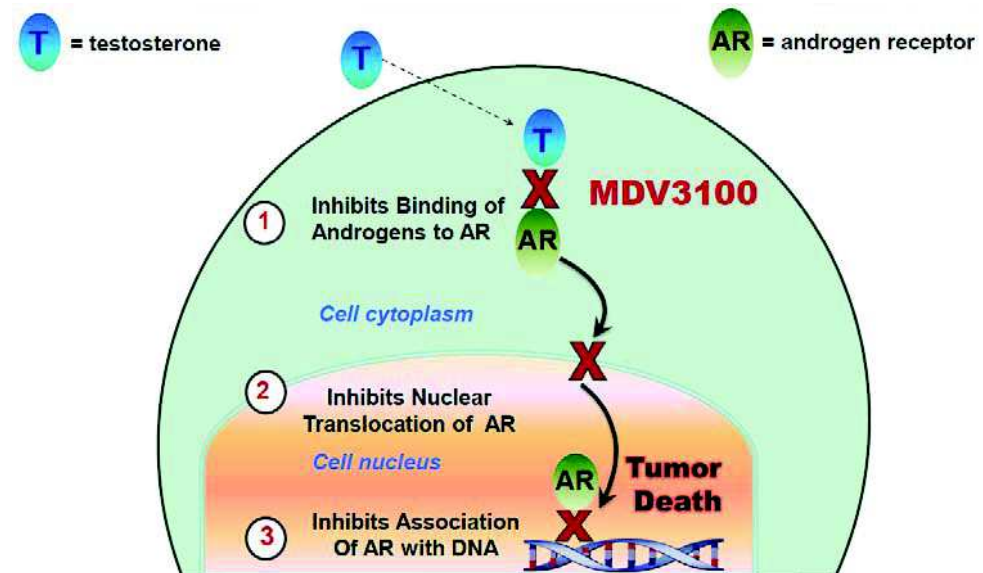 T = testosterone
T
AR = androgen receptor
T
X
MDV3100
1
Inhibits Binding of
Androgens to AR
AR
Cell cytoplasm
X
2
Inhibits Nuclear
Translocation of AR
Cell nucleus
AR
Tumor
Death
3
Inhibits Association
Of AR with DNA
X